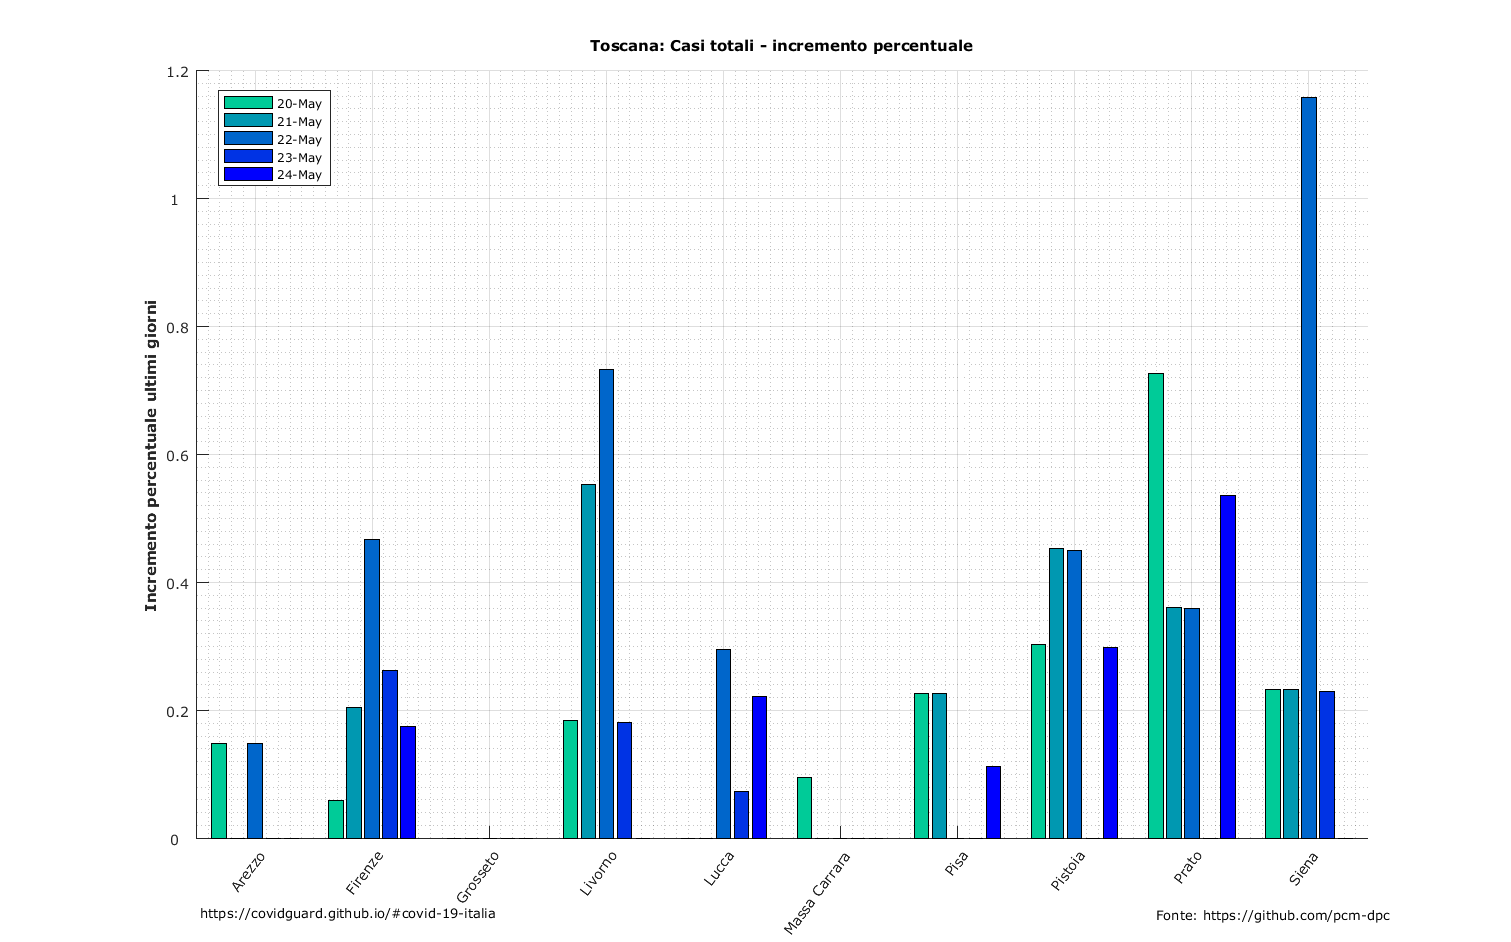 Toscana: Casi totali - incremento percentuale
1.2
1
0.8
0.6
0.4
0.2
0
Incremento percentuale ultimi giorni
20-May
21-May
22-May
23-May
24-May
Arezzo
Firenze
Grosseto
Livorno
Lucca
Massa Carrara
Pisa
Pistoia
Prato
Siena
https://covidguard.github.io/#covid-19-italia
Fonte: https://github.com/pcm-dpc